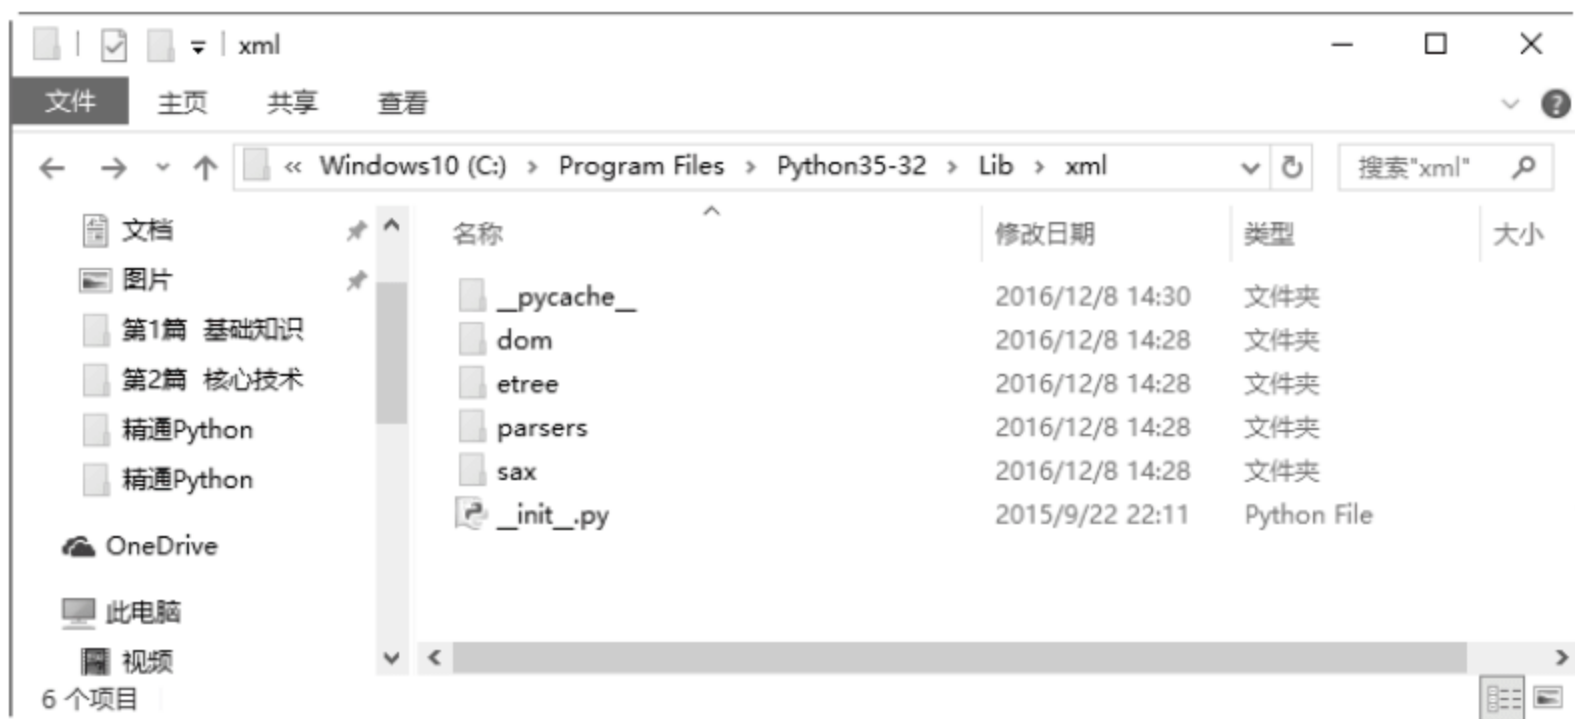 xml
文件 主页 共享 查看
« Windows10 (C:) › Program Files › Python35-32 › Lib › xml 搜索"xml"
名称 修改日期 类型 大小
文档
图片
第1篇 基础知识
第2篇 核心技术
精通Python
精通Python
OneDrive
此电脑
视频
__pycache__ 2016/12/8 14:30 文件夹
dom 2016/12/8 14:28 文件夹
etree 2016/12/8 14:28 文件夹
parsers 2016/12/8 14:28 文件夹
sax 2016/12/8 14:28 文件夹
__init__.py 2015/9/22 22:11 Python File
6 个项目